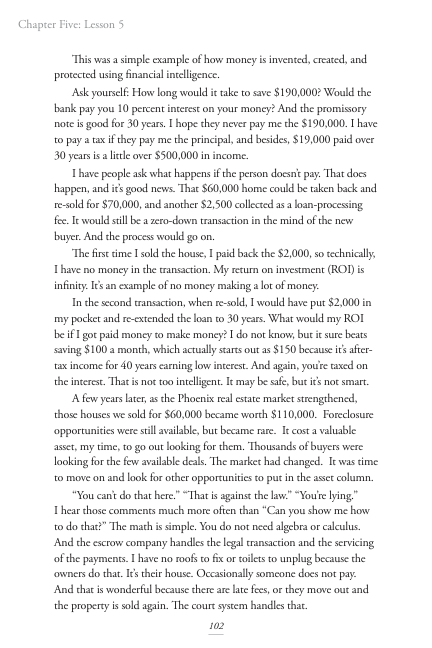 Chapter Five: Lesson 5
This was a simple example of how money is invented, created, and
protected using financial intelligence.
Ask yourself: How long would it take to save $190,000? Would the
bank pay you 10 percent interest on your money? And the promissory
note is good for 30 years. I hope they never pay me the $190,000. I have
to pay a tax if they pay me the principal, and besides, $19,000 paid over
30 years is a little over $500,000 in income.
I have people ask what happens if the person doesn’t pay. That does
happen, and it’s good news. That $60,000 home could be taken back and
re-sold for $70,000, and another $2,500 collected as a loan-processing
fee. It would still be a zero-down transaction in the mind of the new
buyer. And the process would go on.
The first time I sold the house, I paid back the $2,000, so technically,
I have no money in the transaction. My return on investment (ROI) is
infinity. It’s an example of no money making a lot of money.
In the second transaction, when re-sold, I would have put $2,000 in
my pocket and re-extended the loan to 30 years. What would my ROI
be if I got paid money to make money? I do not know, but it sure beats
saving $100 a month, which actually starts out as $150 because it’s after-
tax income for 40 years earning low interest. And again, you’re taxed on
the interest. That is not too intelligent. It may be safe, but it’s not smart.
A few years later, as the Phoenix real estate market strengthened,
those houses we sold for $60,000 became worth $110,000.  Foreclosure
opportunities were still available, but became rare.  It cost a valuable
asset, my time, to go out looking for them. Thousands of buyers were
looking for the few available deals. The market had changed.  It was time
to move on and look for other opportunities to put in the asset column.
“You can’t do that here.” “That is against the law.” “You’re lying.”
I hear those comments much more often than “Can you show me how
to do that?” The math is simple. You do not need algebra or calculus.
And the escrow company handles the legal transaction and the servicing
of the payments. I have no roofs to fix or toilets to unplug because the
owners do that. It’s their house. Occasionally someone does not pay.
And that is wonderful because there are late fees, or they move out and
the property is sold again. The court system handles that.
102